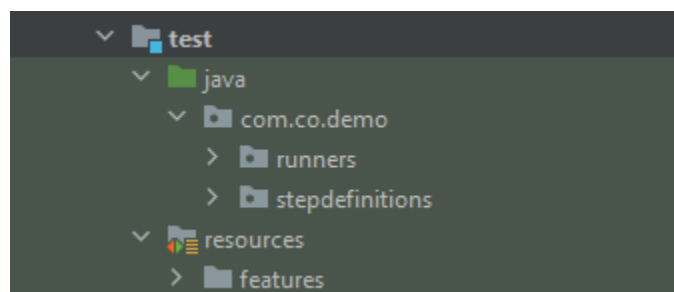 test
java
com.co.demo
runners
stepdefinitions
resources
features